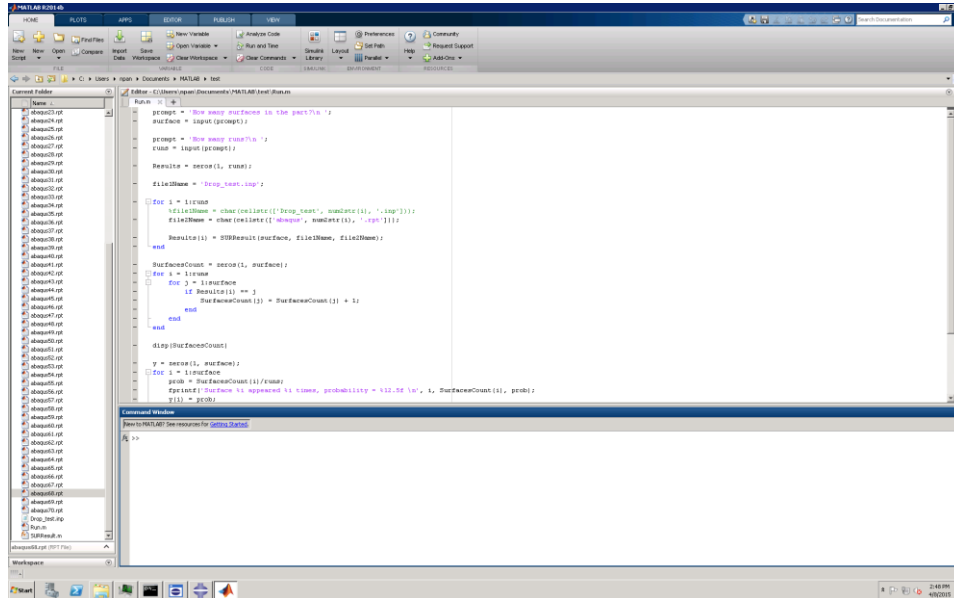 MATLAB R2014b
HOME PLOTS APPS EDITOR PUBLISH VIEW
Search Documentation
New Script
New
Open
Find Files
Compare
Import Data
Save Workspace
New Variable
Open Variable
Clear Workspace
Analyze Code
Run and Time
Clear Commands
Simulink Library
Layout
Preferences
Set Path
Parallel
Help
Community
Request Support
Add-Ons
FILE VARIABLE CODE SIMULINK ENVIRONMENT RESOURCES
C: Users npan Documents MATLAB test
Current Folder
Name
abaqus23.rpt
abaqus24.rpt
abaqus25.rpt
abaqus26.rpt
abaqus27.rpt
abaqus28.rpt
abaqus29.rpt
abaqus30.rpt
abaqus31.rpt
abaqus32.rpt
abaqus33.rpt
abaqus34.rpt
abaqus35.rpt
abaqus36.rpt
abaqus37.rpt
abaqus38.rpt
abaqus39.rpt
abaqus40.rpt
abaqus41.rpt
abaqus42.rpt
abaqus43.rpt
abaqus44.rpt
abaqus45.rpt
abaqus46.rpt
abaqus47.rpt
abaqus48.rpt
abaqus49.rpt
abaqus50.rpt
abaqus51.rpt
abaqus52.rpt
abaqus53.rpt
abaqus54.rpt
abaqus55.rpt
abaqus56.rpt
abaqus57.rpt
abaqus58.rpt
abaqus59.rpt
abaqus60.rpt
abaqus61.rpt
abaqus62.rpt
abaqus63.rpt
abaqus64.rpt
abaqus65.rpt
abaqus66.rpt
abaqus67.rpt
abaqus68.rpt
abaqus69.rpt
abaqus70.rpt
Drop_test.inp
Run.m
SURResult.m
abaqus68.rpt (RPT File)
Workspace
Editor - C:\Users\npan\Documents\MATLAB\test\Run.m
Run.m
prompt = 'How many surfaces in the part?\n ';
surface = input(prompt);
prompt = 'How many runs?\n ';
runs = input(prompt);
Results = zeros(1, runs);
file1Name = 'Drop_test.inp';
for i = 1:runs
%file1Name = char(cellstr(['Drop_test', num2str(i), '.inp']));
file2Name = char(cellstr(['abaqus', num2str(i), '.rpt']));
Results(i) = SURResult(surface, file1Name, file2Name);
end
SurfacesCount = zeros(1, surface);
for i = 1:runs
for j = 1:surface
if Results(i) == j
SurfacesCount(j) = SurfacesCount(j) + 1;
end
end
end
disp(SurfacesCount)
y = zeros(1, surface);
for i = 1:surface
prob = SurfacesCount(i)/runs;
fprintf('Surface %i appeared %i times, probability = %12.5f \n', i, SurfacesCount(i), prob);
y(i) = prob;
Command Window
New to MATLAB? See resources for Getting Started.
fx >>
Start
2:48 PM
4/8/2015